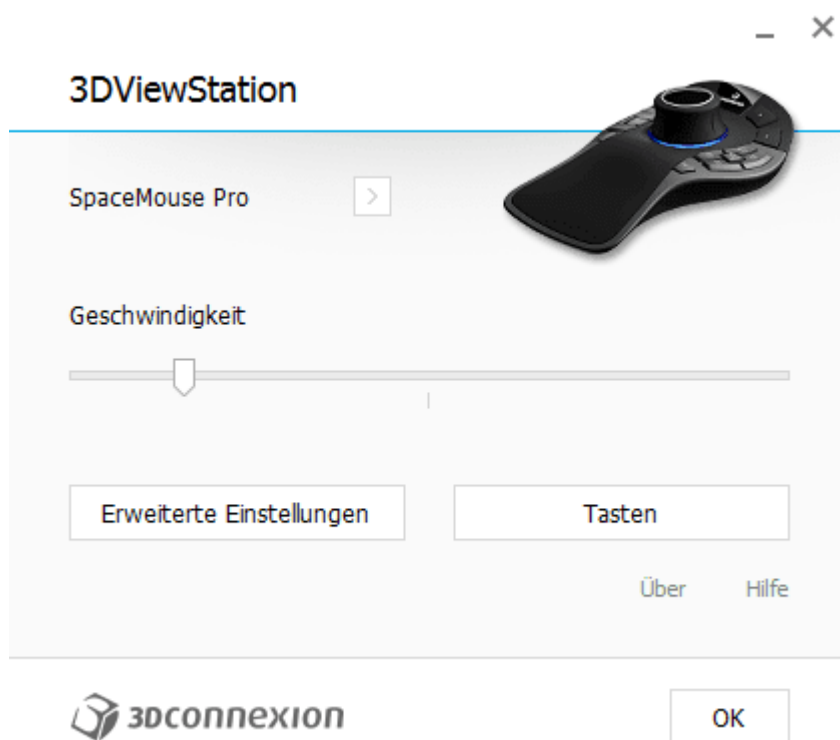 3DViewStation
SpaceMouse Pro
Geschwindigkeit
Erweiterte Einstellungen
Tasten
Über
Hilfe
3Dconnexion
OK